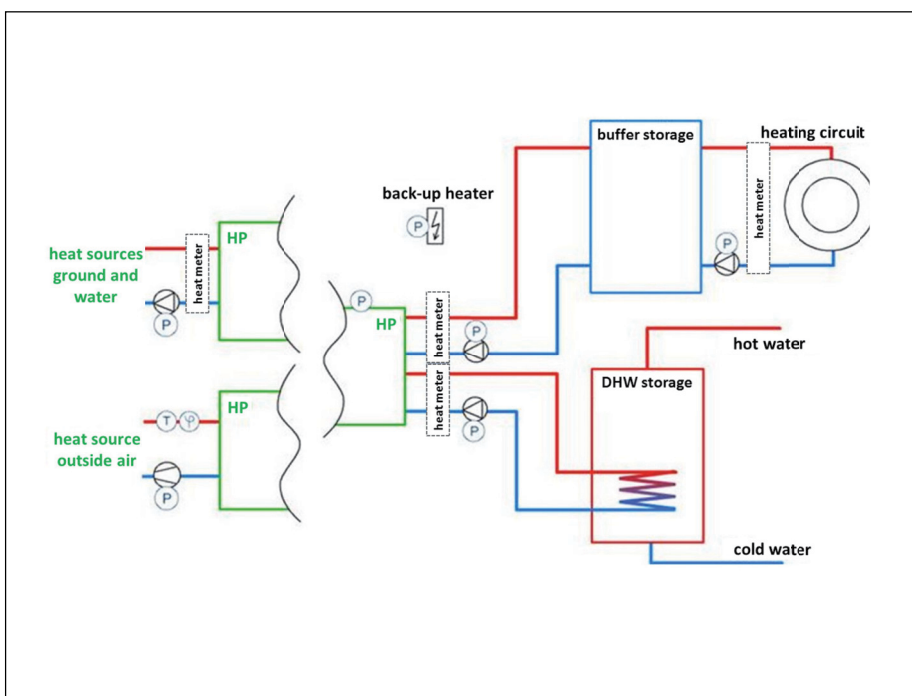 buffer storage
heating circuit
heat meter
P
back-up heater
P
HP
heat sources
ground and
water
heat meter
P
P
HP
heat meter
P
heat meter
P
HP
T φ
heat source
outside air
P
hot water
DHW storage
cold water